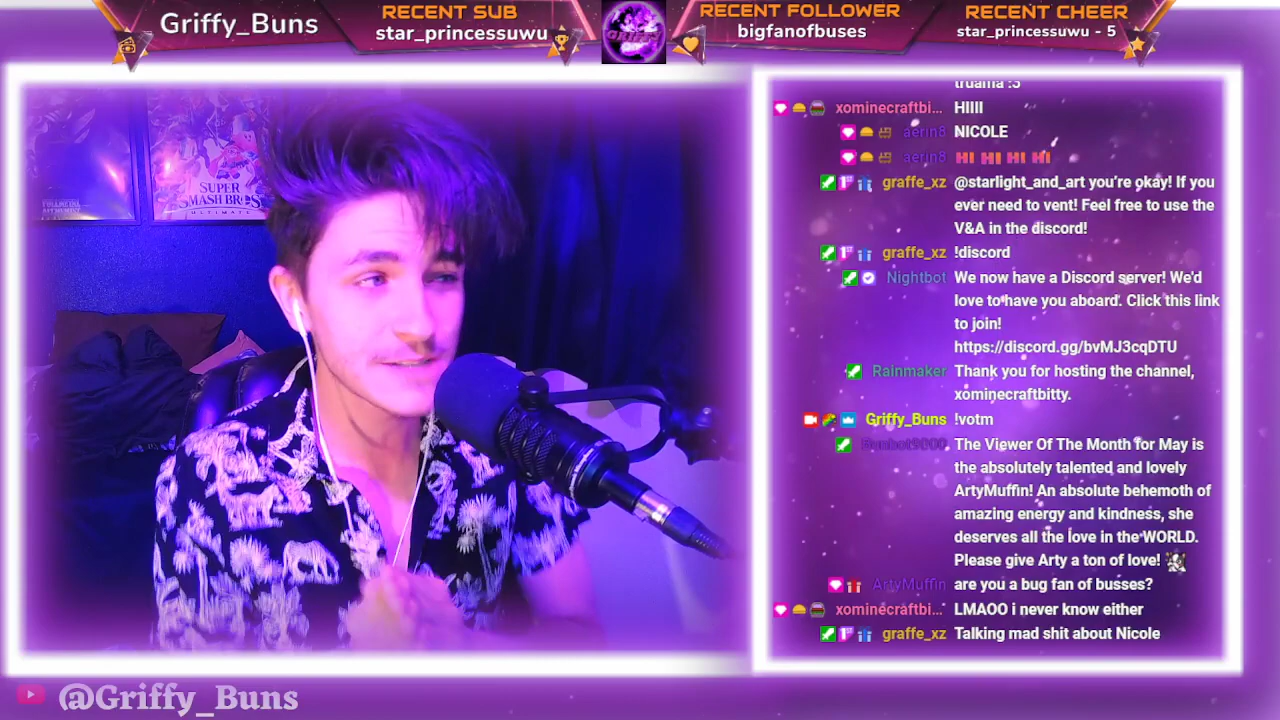 Griffy_Buns
RECENT SUB
star_princessuwu
RECENT FOLLOWER
bigfanofbuses
RECENT CHEER
star_princessuwu - 5
SUPER
SMASH BROS
ULTIMATE
truama :3
xominecraftbi... HIIII
aerin8 NICOLE
aerin8 HI HI HI HI
graffe_xz @starlight_and_art you're okay! If you
ever need to vent! Feel free to use the
V&A in the discord!
graffe_xz !discord
Nightbot We now have a Discord server! We'd
love to have you aboard. Click this link
to join!
https://discord.gg/bvMJ3cqDTU
Rainmaker Thank you for hosting the channel,
xominecraftbitty.
Griffy_Buns !votm
The Viewer Of The Month for May is
the absolutely talented and lovely
ArtyMuffin! An absolute behemoth of
amazing energy and kindness, she
deserves all the love in the WORLD.
Please give Arty a ton of love!
ArtyMuffin are you a bug fan of busses?
xominecraftbi... LMAOO i never know either
graffe_xz Talking mad shit about Nicole
@Griffy_Buns